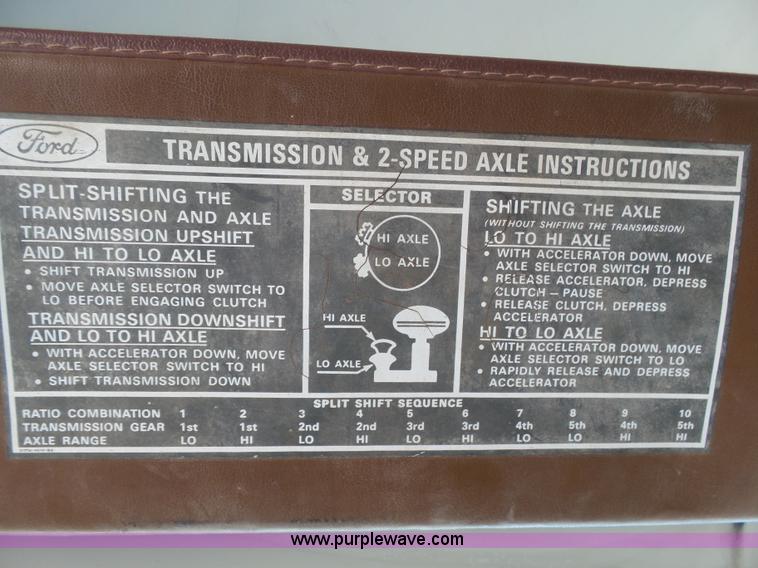 Ford
TRANSMISSION & 2-SPEED AXLE INSTRUCTIONS
SPLIT-SHIFTING THE
TRANSMISSION AND AXLE
TRANSMISSION UPSHIFT
AND HI TO LO AXLE
• SHIFT TRANSMISSION UP
• MOVE AXLE SELECTOR SWITCH TO
LO BEFORE ENGAGING CLUTCH
TRANSMISSION DOWNSHIFT
AND LO TO HI AXLE
• WITH ACCELERATOR DOWN, MOVE
AXLE SELECTOR SWITCH TO HI
• SHIFT TRANSMISSION DOWN
SELECTOR
HI AXLE
LO AXLE
HI AXLE
LO AXLE
SHIFTING THE AXLE
(WITHOUT SHIFTING THE TRANSMISSION)
LO TO HI AXLE
• WITH ACCELERATOR DOWN, MOVE
AXLE SELECTOR SWITCH TO HI
• RELEASE ACCELERATOR, DEPRESS
CLUTCH - PAUSE
• RELEASE CLUTCH, DEPRESS
ACCELERATOR
HI TO LO AXLE
• WITH ACCELERATOR DOWN, MOVE
AXLE SELECTOR SWITCH TO LO
• RAPIDLY RELEASE AND DEPRESS
ACCELERATOR
SPLIT SHIFT SEQUENCE
RATIO COMBINATION 1 2 3 4 5 6 7 8 9 10
TRANSMISSION GEAR 1st 1st 2nd 2nd 3rd 3rd 4th 5th 4th 5th
AXLE RANGE LO HI LO HI LO HI LO LO HI HI
www.purplewave.com